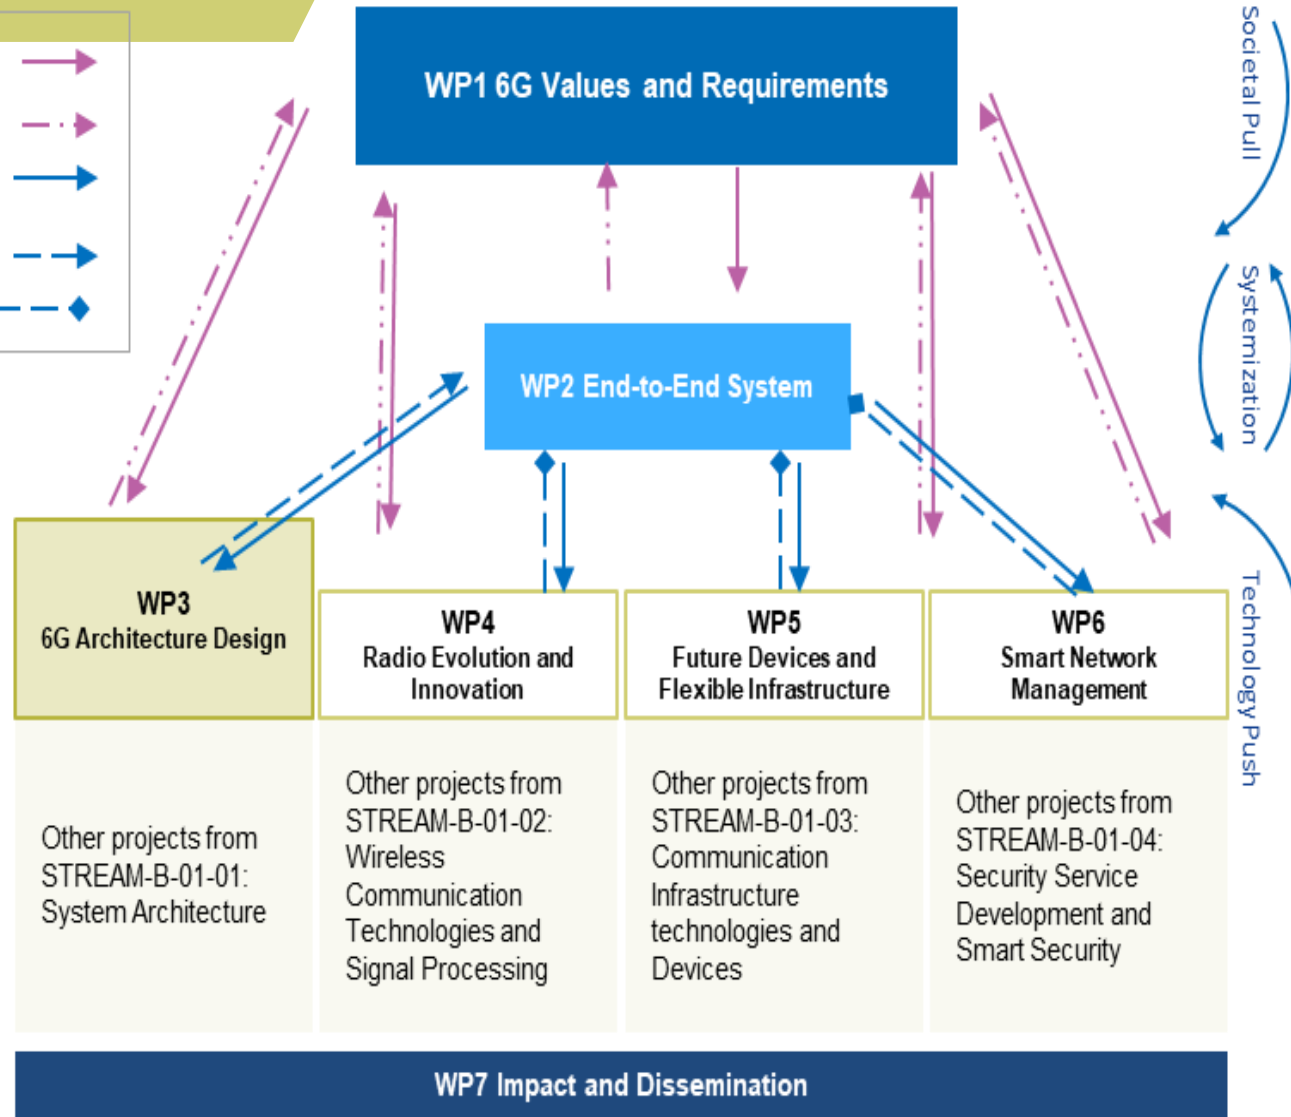 WP1 6G Values and Requirements
Societal Pull
WP2 End-to-End System
Systemization
WP3
6G Architecture Design
WP4
Radio Evolution and
Innovation
WP5
Future Devices and
Flexible Infrastructure
WP6
Smart Network
Management
Technology Push
Other projects from
STREAM-B-01-01:
System Architecture
Other projects from
STREAM-B-01-02:
Wireless
Communication
Technologies and
Signal Processing
Other projects from
STREAM-B-01-03:
Communication
Infrastructure
technologies and
Devices
Other projects from
STREAM-B-01-04:
Security Service
Development and
Smart Security
WP7 Impact and Dissemination